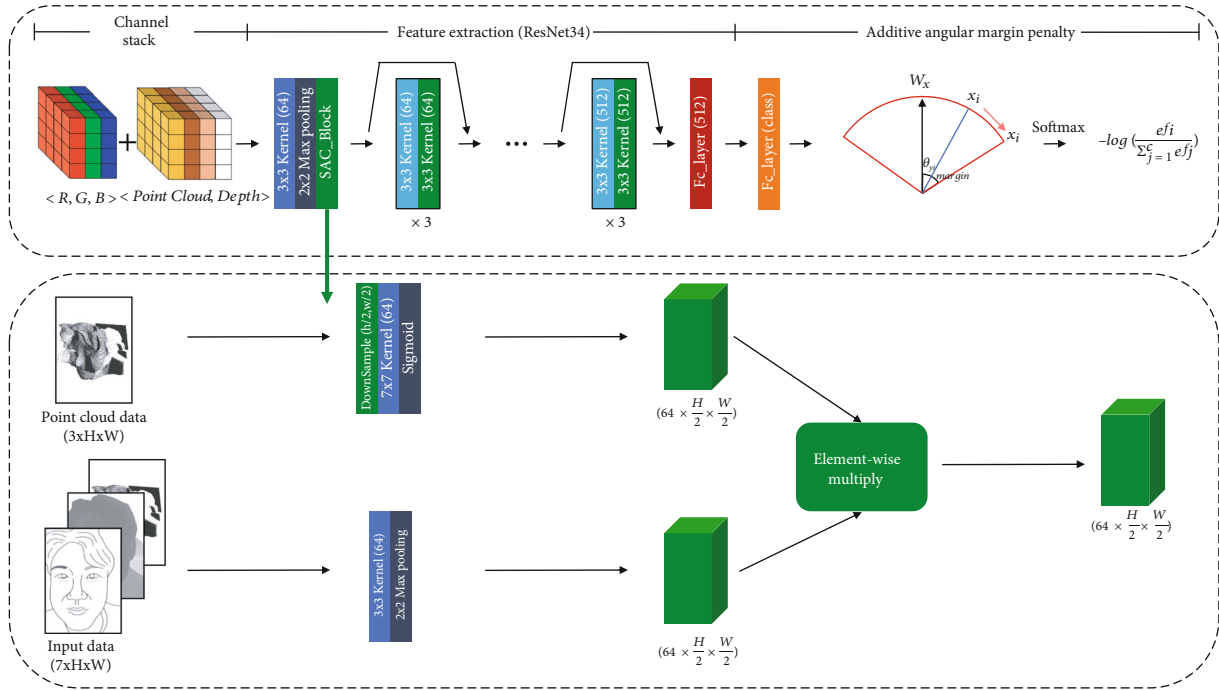 Channel
stack
Feature extraction (ResNet34)
Additive angular margin penalty
< R, G, B >
< Point Cloud, Depth>
3x3 Kernel (64)
2x2 Max pooling
SAC_Block
3x3 Kernel (64)
3x3 Kernel (64)
× 3
•••
3x3 Kernel (512)
3x3 Kernel (512)
× 3
Fc_layer (512)
Fc_layer (class)
W_x
x_i
x_i
θ_yi
margin
Softmax
–log (efi / Σ^c_{j = 1} efj)
Point cloud data
(3xHxW)
DownSample (h/2,w/2)
7x7 Kernel (64)
Sigmoid
(64 × H/2 × W/2)
Element-wise
multiply
(64 × H/2 × W/2)
Input data
(7xHxW)
3x3 Kernel (64)
2x2 Max pooling
(64 × H/2 × W/2)